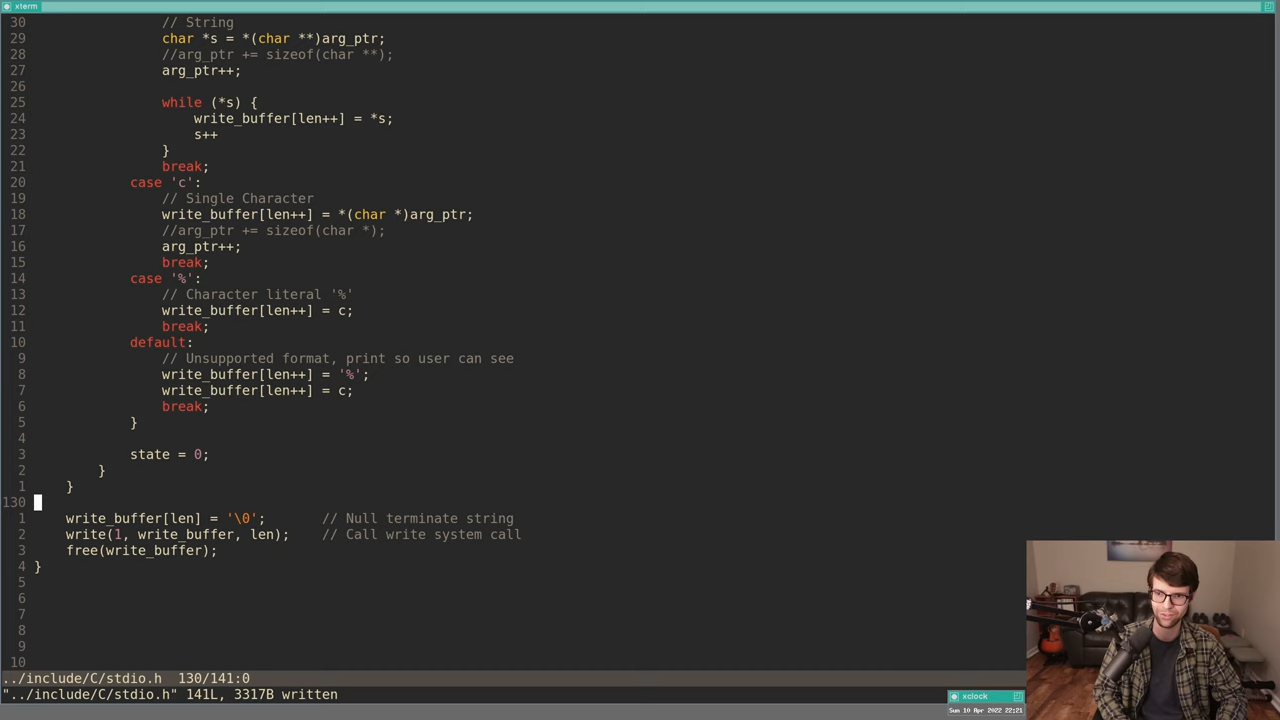 xterm
30 // String
29 char *s = *(char **)arg_ptr;
28 //arg_ptr += sizeof(char **);
27 arg_ptr++;
26
25 while (*s) {
24 write_buffer[len++] = *s;
23 s++
22 }
21 break;
20 case 'c':
19 // Single Character
18 write_buffer[len++] = *(char *)arg_ptr;
17 //arg_ptr += sizeof(char *);
16 arg_ptr++;
15 break;
14 case '%':
13 // Character literal '%'
12 write_buffer[len++] = c;
11 break;
10 default:
9 // Unsupported format, print so user can see
8 write_buffer[len++] = '%';
7 write_buffer[len++] = c;
6 break;
5 }
4
3 state = 0;
2 }
1 }
130
1 write_buffer[len] = '\0'; // Null terminate string
2 write(1, write_buffer, len); // Call write system call
3 free(write_buffer);
4 }
5
6
7
8
9
10
../include/C/stdio.h 130/141:0
"../include/C/stdio.h" 141L, 3317B written
xclock
Sun 10 Apr 2022 22:21